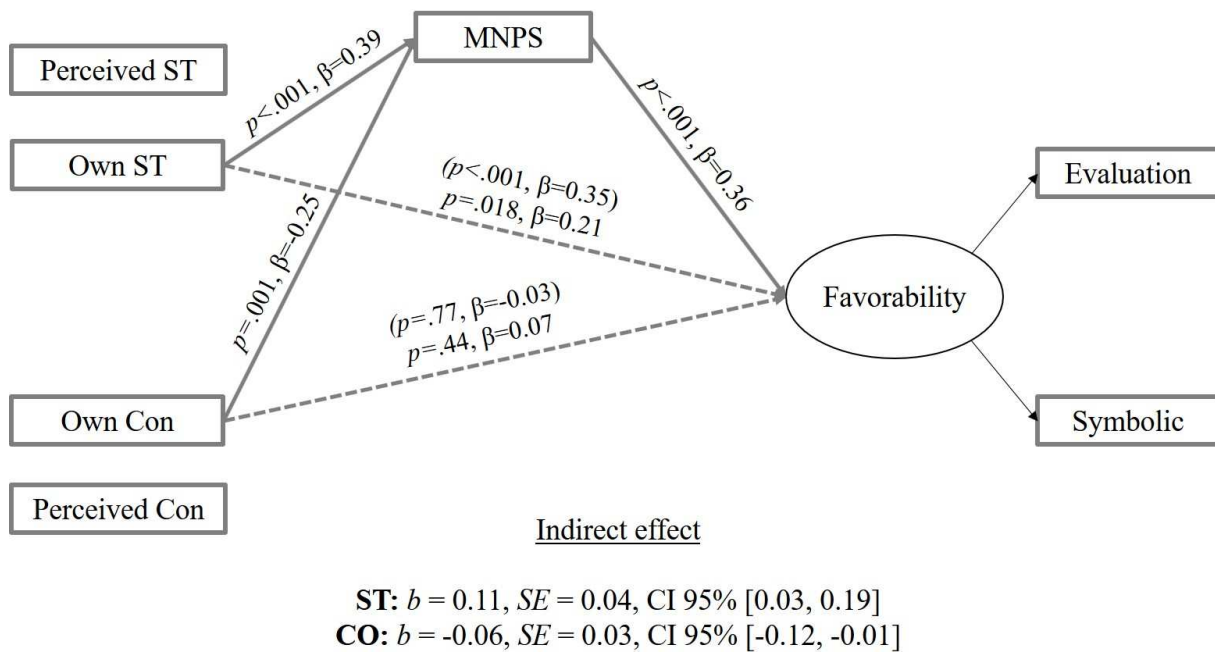 MNPS
Perceived ST
p<.001, β=0.39
p<.001, β=0.36
Own ST
Evaluation
(p<.001, β=0.35)
p=.018, β=0.21
p=.001, β=-0.25
Favorability
(p=.77, β=-0.03)
p=.44, β=0.07
Own Con
Symbolic
Perceived Con
Indirect effect
ST: b = 0.11, SE = 0.04, CI 95% [0.03, 0.19]
CO: b = -0.06, SE = 0.03, CI 95% [-0.12, -0.01]